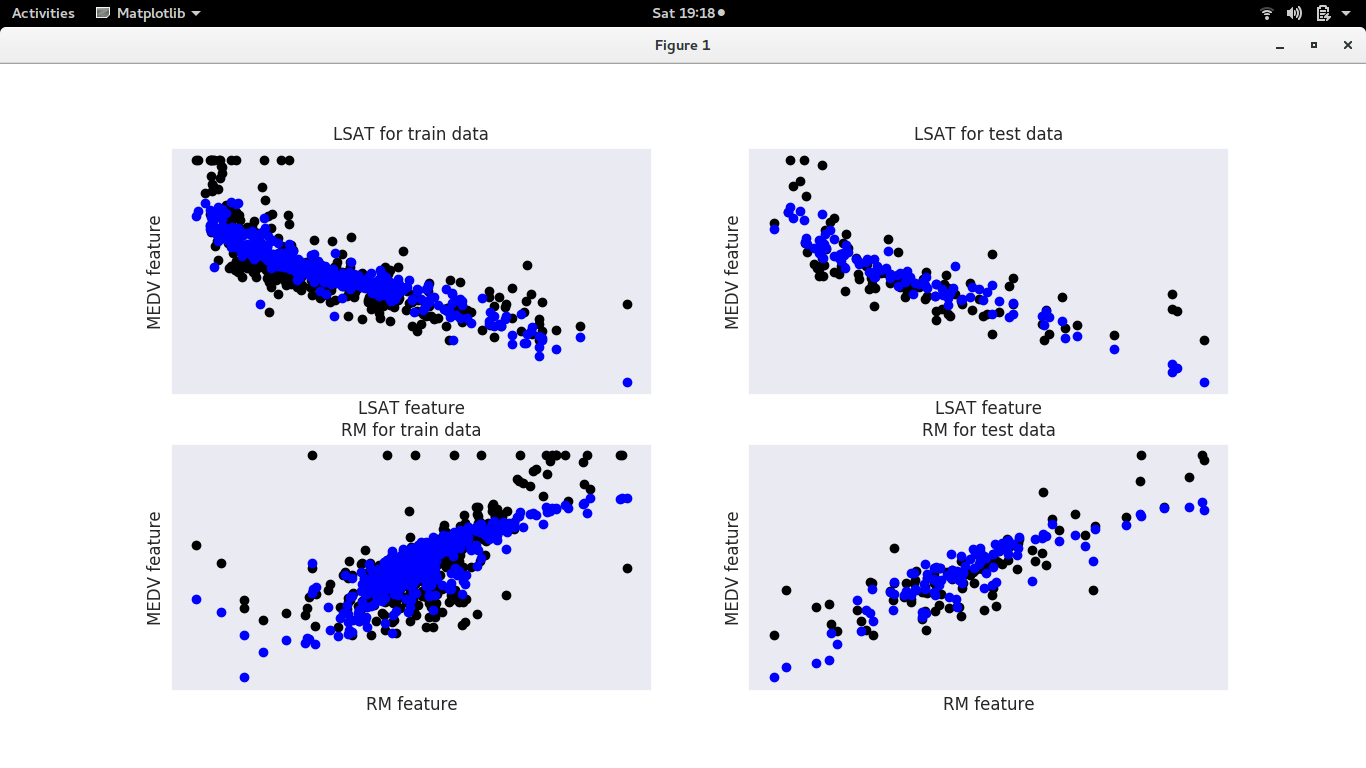 Activities Matplotlib Sat 19:18
Figure 1
LSAT for train data
MEDV feature
LSAT feature
LSAT for test data
MEDV feature
LSAT feature
RM for train data
MEDV feature
RM feature
RM for test data
MEDV feature
RM feature